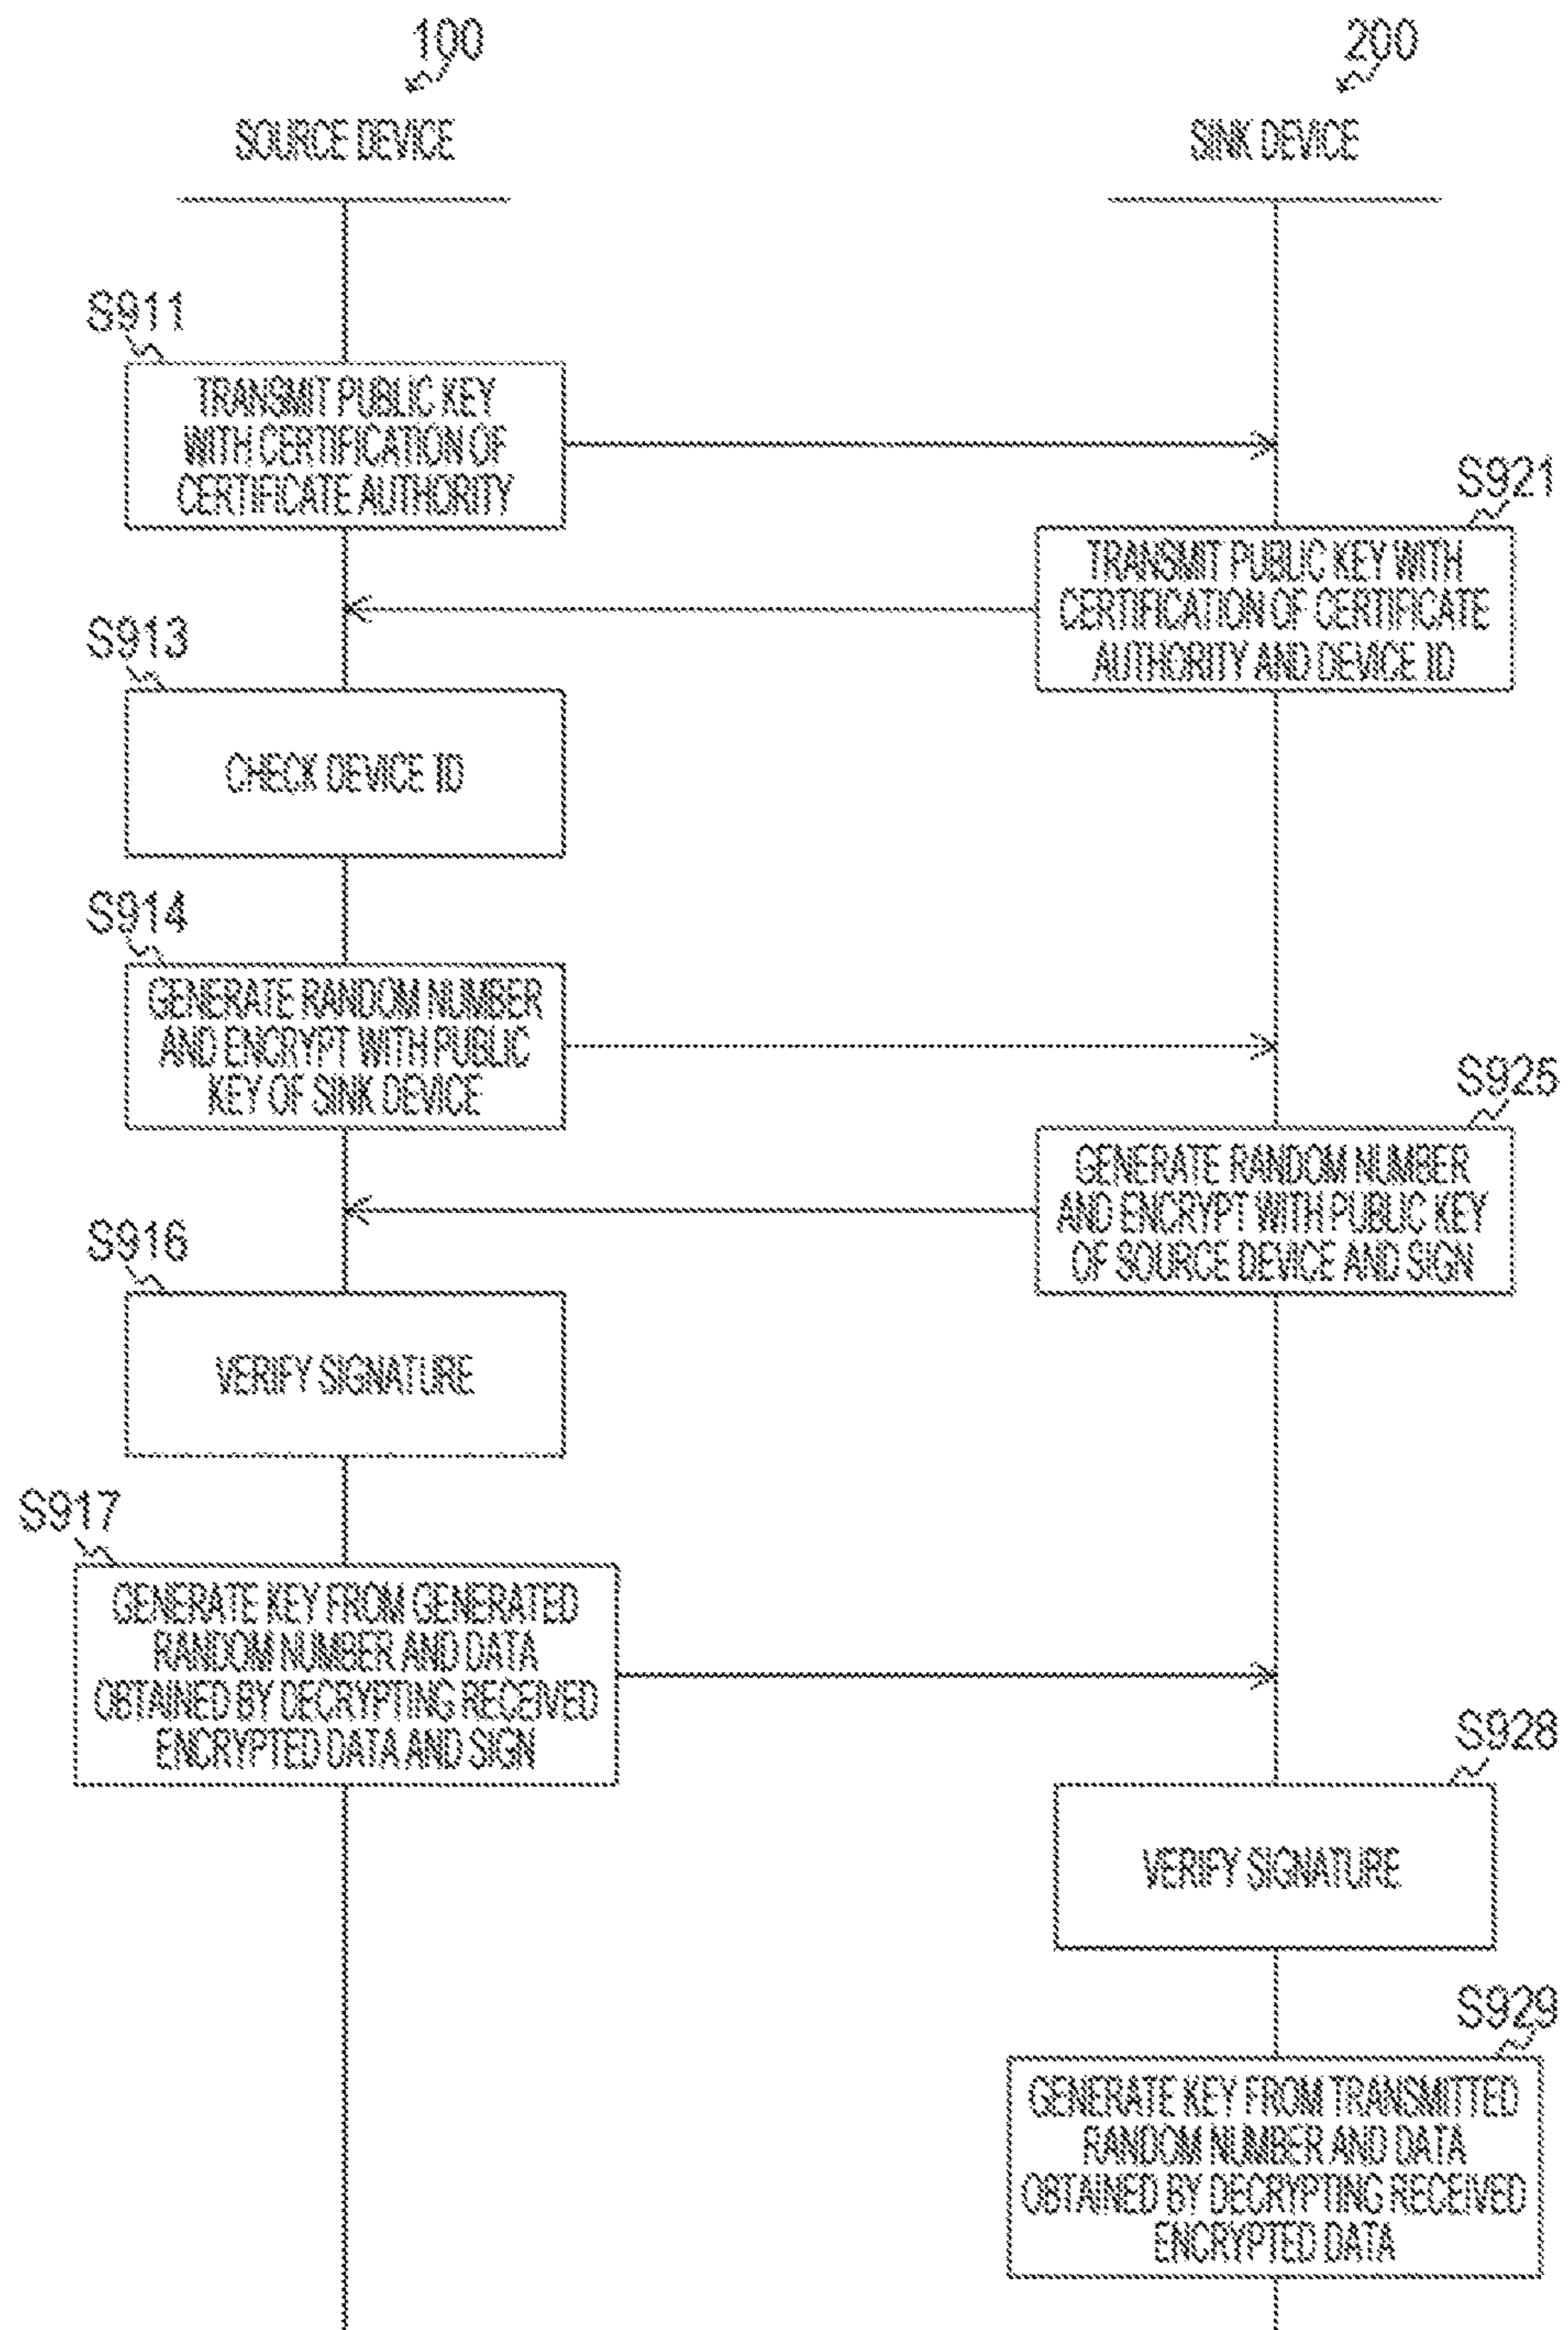 100
200
SOURCE DEVICE
SINK DEVICE
S911
TRANSMIT PUBLIC KEY
WITH CERTIFICATION OF
CERTIFICATE AUTHORITY
S921
TRANSMIT PUBLIC KEY WITH
CERTIFICATION OF CERTIFICATE
AUTHORITY AND DEVICE ID
S913
CHECK DEVICE ID
S914
GENERATE RANDOM NUMBER
AND ENCRYPT WITH PUBLIC
KEY OF SINK DEVICE
S925
GENERATE RANDOM NUMBER
AND ENCRYPT WITH PUBLIC KEY
OF SOURCE DEVICE AND SIGN
S916
VERIFY SIGNATURE
S917
GENERATE KEY FROM GENERATED
RANDOM NUMBER AND DATA
OBTAINED BY DECRYPTING RECEIVED
ENCRYPTED DATA AND SIGN
S928
VERIFY SIGNATURE
S929
GENERATE KEY FROM TRANSMITTED
RANDOM NUMBER AND DATA
OBTAINED BY DECRYPTING RECEIVED
ENCRYPTED DATA